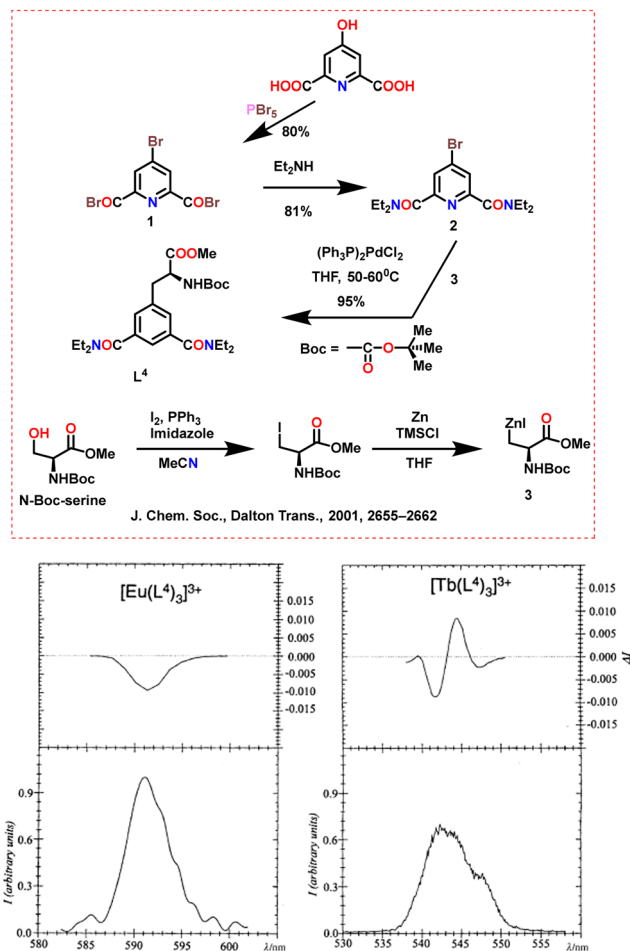 OH
HOOC N COOH
PBr5
80%
Br
BrOC N COBr
1
Et2NH
81%
Br
Et2NOC N CONEt2
2
(Ph3P)2PdCl2
THF, 50-60⁰C
3
95%
COOMe
NHBoc
Et2NOC CONEt2
L⁴
Boc = C O Me
Me
Me
O
HO O
OMe
NHBoc
N-Boc-serine
I2, PPh3
Imidazole
MeCN
I O
OMe
NHBoc
Zn
TMSCl
THF
ZnI O
OMe
NHBoc
3
J. Chem. Soc., Dalton Trans., 2001, 2655–2662
[Eu(L⁴)3]³⁺
0.015
0.010
0.005
0.000
-0.005
-0.010
-0.015
[Tb(L⁴)3]³⁺
0.015
0.010
0.005
0.000
-0.005
-0.010
-0.015
ΔI
I (arbitrary units)
0.9
0.6
0.3
0.0
580 585 590 595 600 λ/nm
I (arbitrary units)
0.9
0.6
0.3
0.0
530 535 540 545 550 555 λ/nm